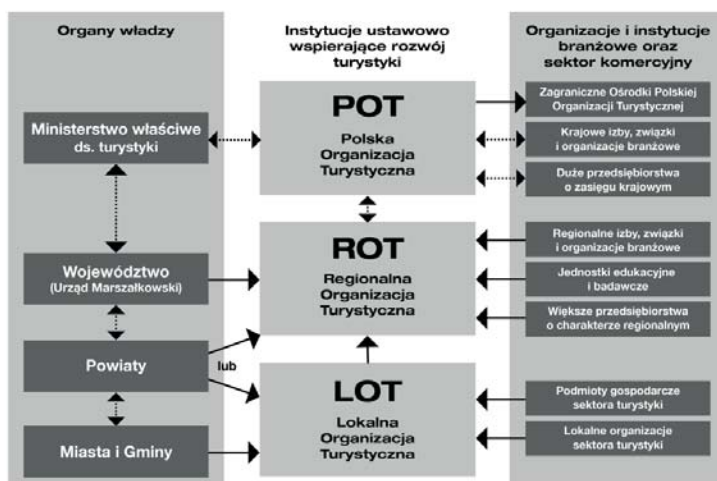 Organy władzy
Ministerstwo właściwe
ds. turystyki
Województwo
(Urząd Marszałkowski)
Powiaty
Miasta i Gminy
lub
Instytucje ustawowo
wspierające rozwój
turystyki
POT
Polska
Organizacja
Turystyczna
ROT
Regionalna
Organizacja
Turystyczna
LOT
Lokalna
Organizacja
Turystyczna
Organizacje i instytucje
branżowe oraz
sektor komercyjny
Zagraniczne Ośrodki Polskiej
Organizacji Turystycznej
Krajowe izby, związki
i organizacje branżowe
Duże przedsiębiorstwa
o zasięgu krajowym
Regionalne izby, związki
i organizacje branżowe
Jednostki edukacyjne
i badawcze
Większe przedsiębiorstwa
o charakterze regionalnym
Podmioty gospodarcze
sektora turystyki
Lokalne organizacje
sektora turystyki